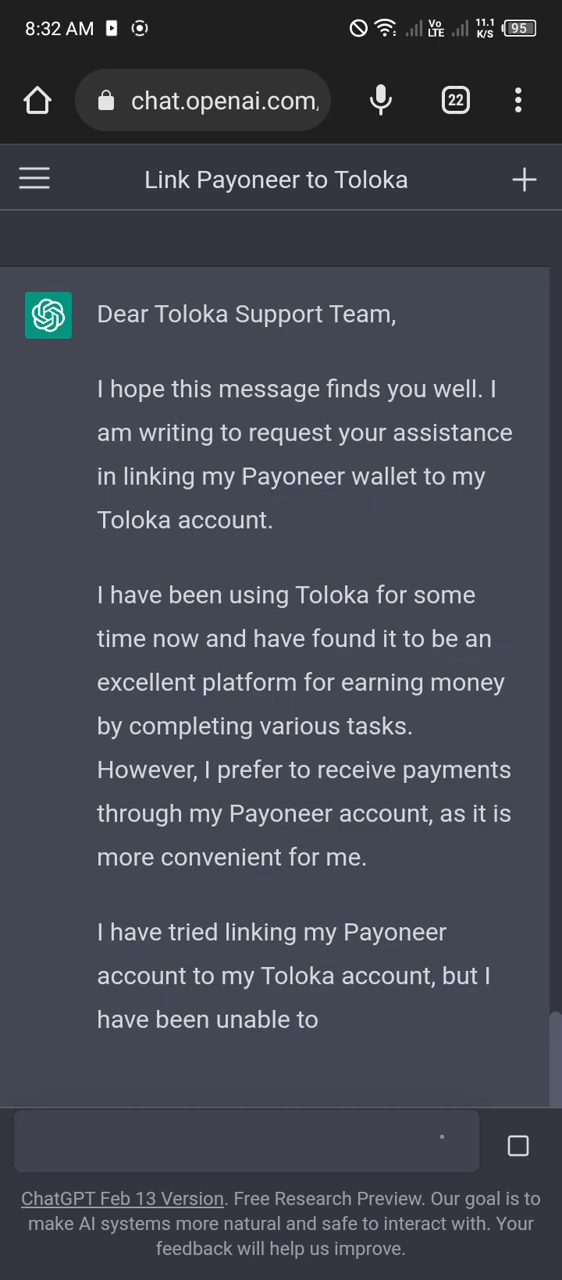 8:32 AM
Vo
LTE
11.1
K/S
95
chat.openai.com
22
Link Payoneer to Toloka
Dear Toloka Support Team,
I hope this message finds you well. I
am writing to request your assistance
in linking my Payoneer wallet to my
Toloka account.
I have been using Toloka for some
time now and have found it to be an
excellent platform for earning money
by completing various tasks.
However, I prefer to receive payments
through my Payoneer account, as it is
more convenient for me.
I have tried linking my Payoneer
account to my Toloka account, but I
have been unable to
ChatGPT Feb 13 Version. Free Research Preview. Our goal is to
make AI systems more natural and safe to interact with. Your
feedback will help us improve.